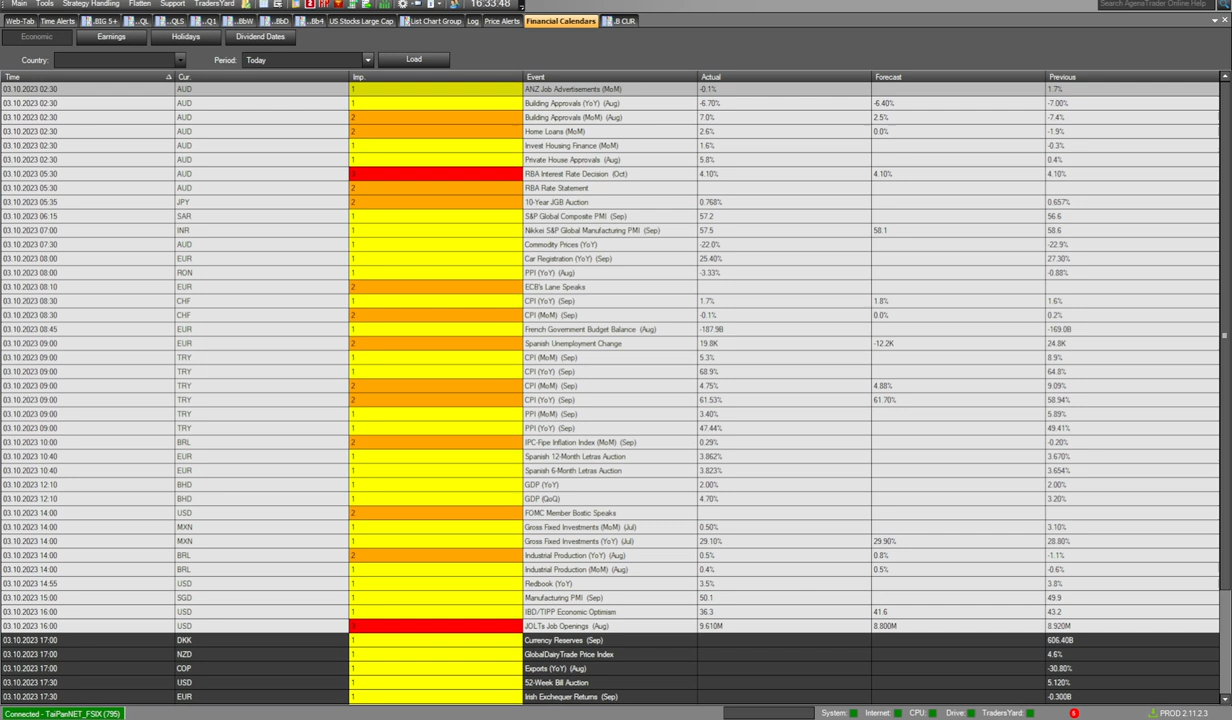 Main Tools Strategy Handling Flatten Support TradersYard 16:33:48 Search AgenaTrader Online Help
Web-Tab Time Alerts .BIG 5+ .QL .QLS .Q1 .BbW .BbD .Bb4 US Stocks Large Cap List Chart Group Log Price Alerts Financial Calendars .B CUR
Economic Earnings Holidays Dividend Dates
Country: Period: Today Load
Time Cur. Imp. Event Actual Forecast Previous
03.10.2023 02:30 AUD 1 ANZ Job Advertisements (MoM) -0.1% 1.7%
03.10.2023 02:30 AUD 1 Building Approvals (YoY) (Aug) -6.70% -6.40% -7.00%
03.10.2023 02:30 AUD 2 Building Approvals (MoM) (Aug) 7.0% 2.5% -7.4%
03.10.2023 02:30 AUD 2 Home Loans (MoM) 2.6% 0.0% -1.9%
03.10.2023 02:30 AUD 1 Invest Housing Finance (MoM) 1.6% -0.3%
03.10.2023 02:30 AUD 1 Private House Approvals (Aug) 5.8% 0.4%
03.10.2023 05:30 AUD 3 RBA Interest Rate Decision (Oct) 4.10% 4.10% 4.10%
03.10.2023 05:30 AUD 2 RBA Rate Statement
03.10.2023 05:35 JPY 2 10-Year JGB Auction 0.768% 0.657%
03.10.2023 06:15 SAR 1 S&P Global Composite PMI (Sep) 57.2 56.6
03.10.2023 07:00 INR 1 Nikkei S&P Global Manufacturing PMI (Sep) 57.5 58.1 58.6
03.10.2023 07:30 AUD 1 Commodity Prices (YoY) -22.0% -22.9%
03.10.2023 08:00 EUR 1 Car Registration (YoY) (Sep) 25.40% 27.30%
03.10.2023 08:00 RON 1 PPI (YoY) (Aug) -3.33% -0.88%
03.10.2023 08:10 EUR 2 ECB's Lane Speaks
03.10.2023 08:30 CHF 1 CPI (YoY) (Sep) 1.7% 1.8% 1.6%
03.10.2023 08:30 CHF 2 CPI (MoM) (Sep) -0.1% 0.0% 0.2%
03.10.2023 08:45 EUR 1 French Government Budget Balance (Aug) -187.9B -169.0B
03.10.2023 09:00 EUR 2 Spanish Unemployment Change 19.8K -12.2K 24.8K
03.10.2023 09:00 TRY 1 CPI (MoM) (Sep) 5.3% 8.9%
03.10.2023 09:00 TRY 1 CPI (YoY) (Sep) 68.9% 64.8%
03.10.2023 09:00 TRY 2 CPI (MoM) (Sep) 4.75% 4.88% 9.09%
03.10.2023 09:00 TRY 2 CPI (YoY) (Sep) 61.53% 61.70% 58.94%
03.10.2023 09:00 TRY 1 PPI (MoM) (Sep) 3.40% 5.89%
03.10.2023 09:00 TRY 1 PPI (YoY) (Sep) 47.44% 49.41%
03.10.2023 10:00 BRL 2 IPC-Fipe Inflation Index (MoM) (Sep) 0.29% -0.20%
03.10.2023 10:40 EUR 1 Spanish 12-Month Letras Auction 3.862% 3.670%
03.10.2023 10:40 EUR 1 Spanish 6-Month Letras Auction 3.823% 3.654%
03.10.2023 12:10 BHD 1 GDP (YoY) 2.00% 2.00%
03.10.2023 12:10 BHD 1 GDP (QoQ) 4.70% 3.20%
03.10.2023 14:00 USD 2 FOMC Member Bostic Speaks
03.10.2023 14:00 MXN 1 Gross Fixed Investments (MoM) (Jul) 0.50% 3.10%
03.10.2023 14:00 MXN 1 Gross Fixed Investments (YoY) (Jul) 29.10% 29.90% 28.80%
03.10.2023 14:00 BRL 2 Industrial Production (YoY) (Aug) 0.5% 0.8% -1.1%
03.10.2023 14:00 BRL 1 Industrial Production (MoM) (Aug) 0.4% 0.5% -0.6%
03.10.2023 14:55 USD 1 Redbook (YoY) 3.5% 3.8%
03.10.2023 15:00 SGD 1 Manufacturing PMI (Sep) 50.1 49.9
03.10.2023 16:00 USD 1 IBD/TIPP Economic Optimism 36.3 41.6 43.2
03.10.2023 16:00 USD 3 JOLTs Job Openings (Aug) 9.610M 8.800M 8.920M
03.10.2023 17:00 DKK 1 Currency Reserves (Sep) 606.40B
03.10.2023 17:00 NZD 1 GlobalDairyTrade Price Index 4.6%
03.10.2023 17:00 COP 1 Exports (YoY) (Aug) -30.80%
03.10.2023 17:30 USD 1 52-Week Bill Auction 5.120%
03.10.2023 17:30 EUR 1 Irish Exchequer Returns (Sep) -0.300B
Connected - TaiPanNET_FSIX (795) System: Internet: CPU: Drive: TradersYard: 6 PROD 2.11.2.3